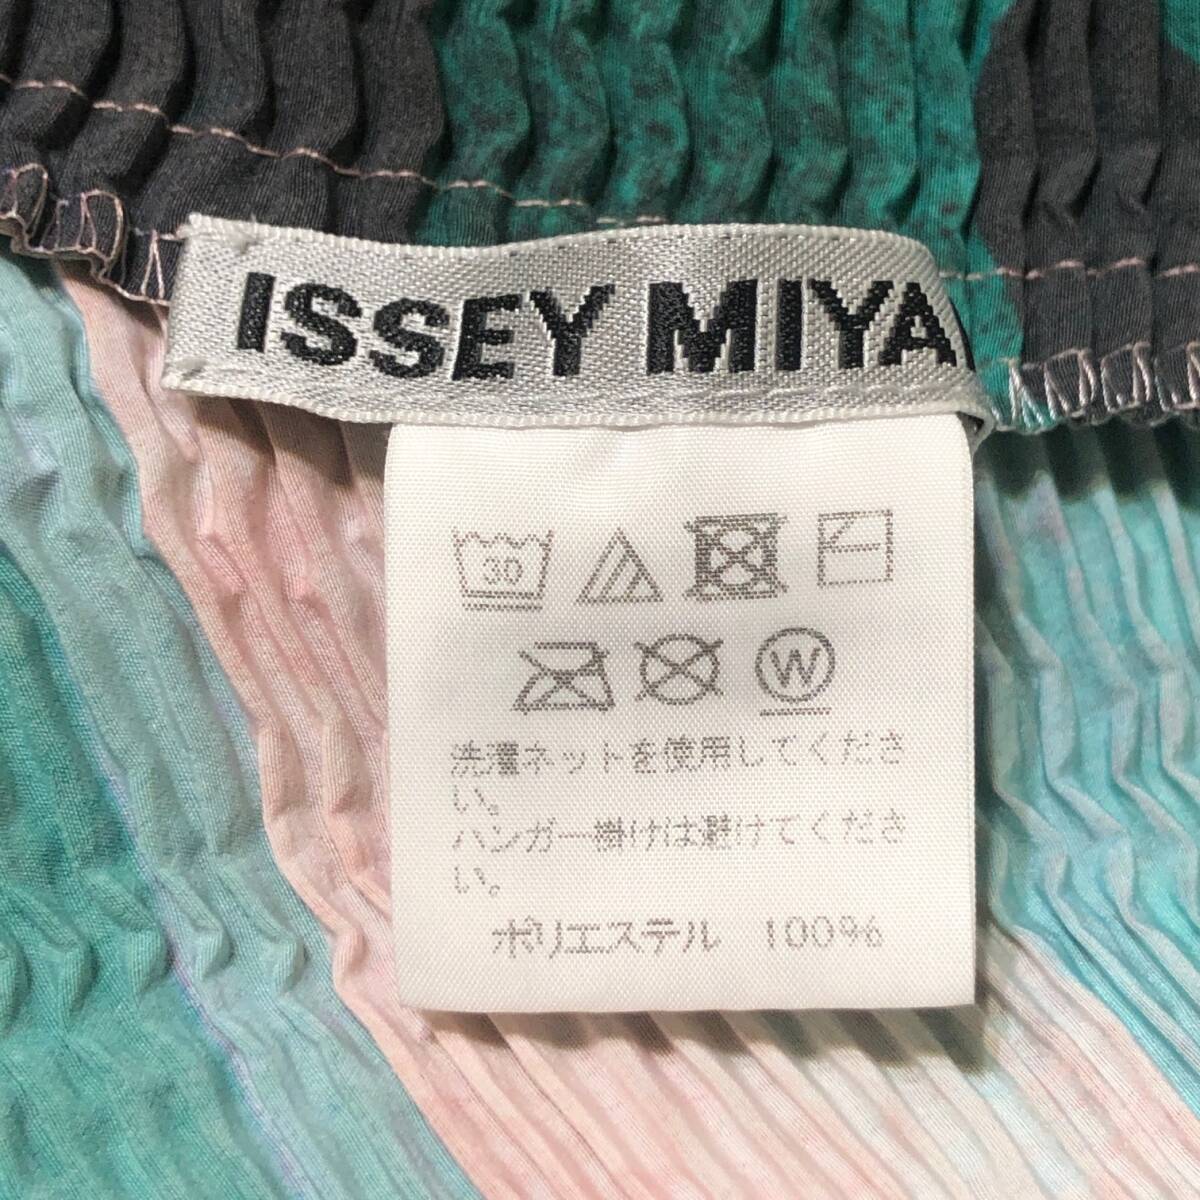 ISSEY MIYA
30
W
洗濯ネットを使用してくださ
い。
ハンガー掛けは避けてくださ
い。
ポリエステル 100%